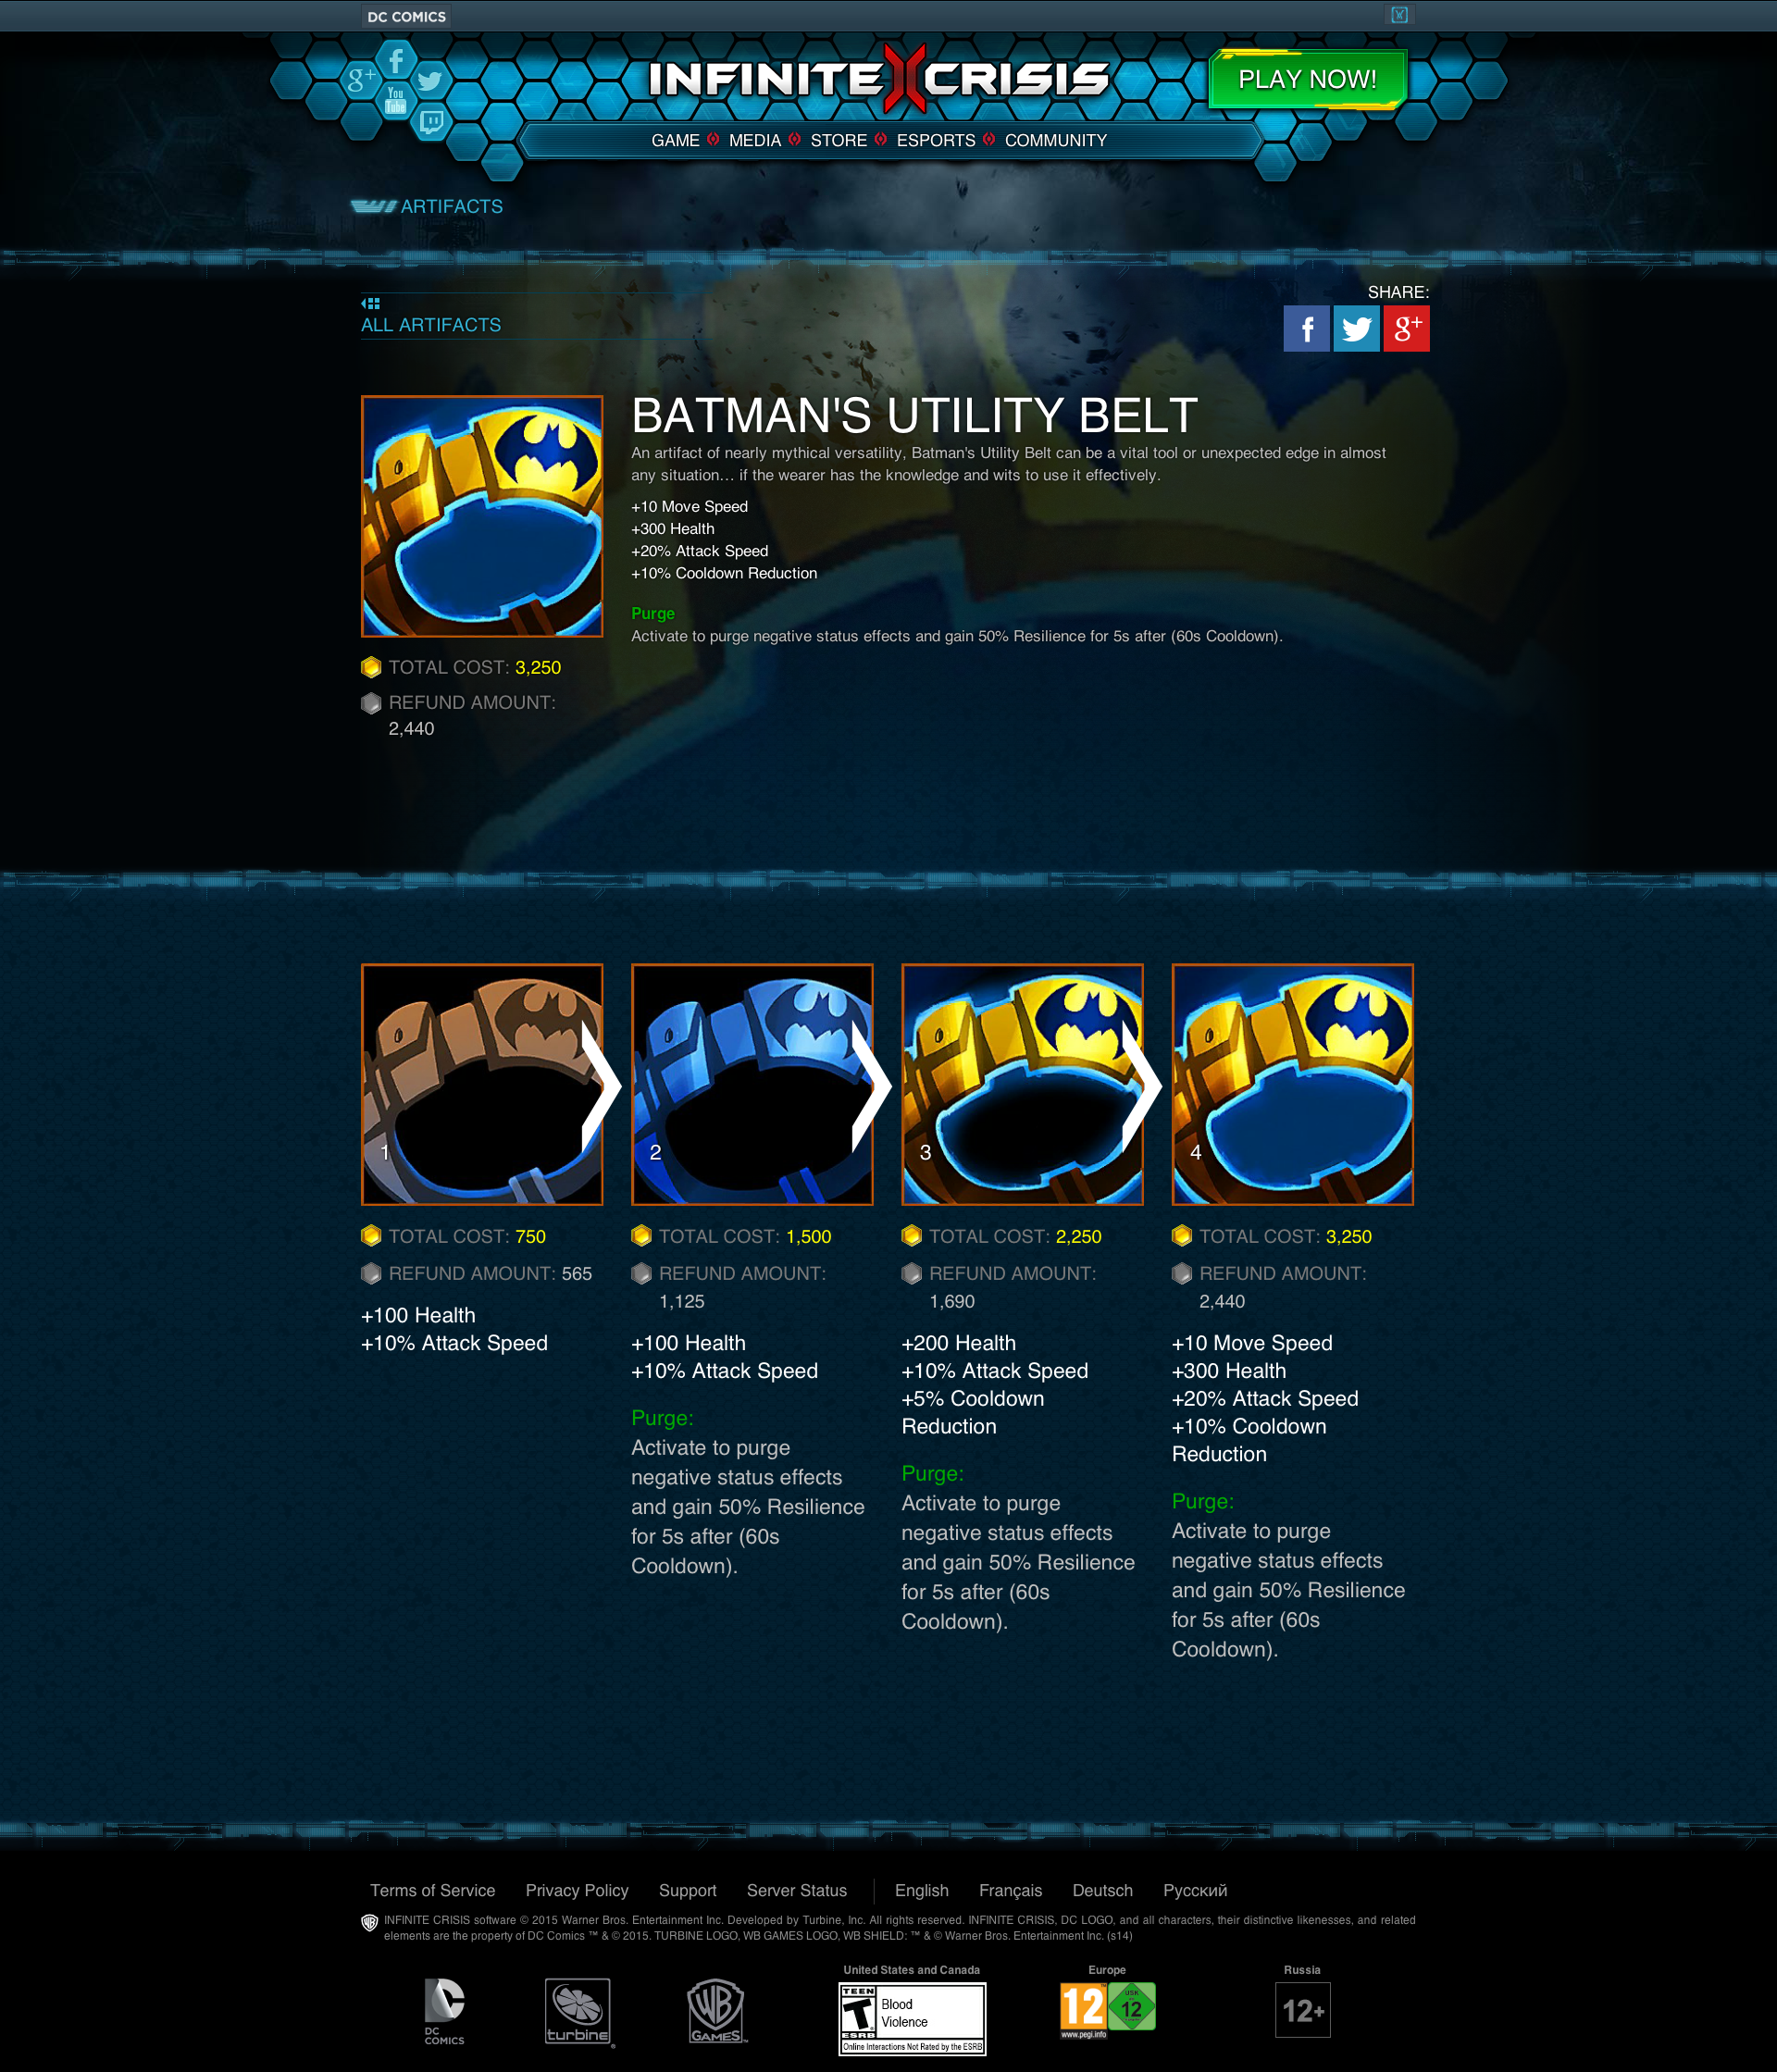 DC COMICS
g+
f
You
Tube
INFINITE CRISIS
PLAY NOW!
GAME MEDIA STORE ESPORTS COMMUNITY
ARTIFACTS
ALL ARTIFACTS
SHARE:
f
g+
BATMAN'S UTILITY BELT
An artifact of nearly mythical versatility, Batman's Utility Belt can be a vital tool or unexpected edge in almost
any situation… if the wearer has the knowledge and wits to use it effectively.
+10 Move Speed
+300 Health
+20% Attack Speed
+10% Cooldown Reduction
Purge
Activate to purge negative status effects and gain 50% Resilience for 5s after (60s Cooldown).
TOTAL COST: 3,250
REFUND AMOUNT:
2,440
1
TOTAL COST: 750
REFUND AMOUNT: 565
+100 Health
+10% Attack Speed
2
TOTAL COST: 1,500
REFUND AMOUNT:
1,125
+100 Health
+10% Attack Speed
Purge:
Activate to purge
negative status effects
and gain 50% Resilience
for 5s after (60s
Cooldown).
3
TOTAL COST: 2,250
REFUND AMOUNT:
1,690
+200 Health
+10% Attack Speed
+5% Cooldown
Reduction
Purge:
Activate to purge
negative status effects
and gain 50% Resilience
for 5s after (60s
Cooldown).
4
TOTAL COST: 3,250
REFUND AMOUNT:
2,440
+10 Move Speed
+300 Health
+20% Attack Speed
+10% Cooldown
Reduction
Purge:
Activate to purge
negative status effects
and gain 50% Resilience
for 5s after (60s
Cooldown).
Terms of Service Privacy Policy Support Server Status English Français Deutsch Русский
INFINITE CRISIS software © 2015 Warner Bros. Entertainment Inc. Developed by Turbine, Inc. All rights reserved. INFINITE CRISIS, DC LOGO, and all characters, their distinctive likenesses, and related
elements are the property of DC Comics ™ & © 2015. TURBINE LOGO, WB GAMES LOGO, WB SHIELD: ™ & © Warner Bros. Entertainment Inc. (s14)
DC
COMICS
turbine
WB
GAMES
United States and Canada
TEEN
T
ESRB
Blood
Violence
Online Interactions Not Rated by the ESRB
Europe
12
www.pegi.info
USK
12
Russia
12+